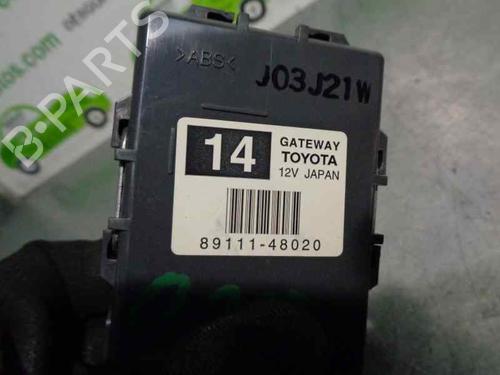 >ABS<
J03J21W
14
GATEWAY
TOYOTA
12V JAPAN
89111-48020
B-PARTS